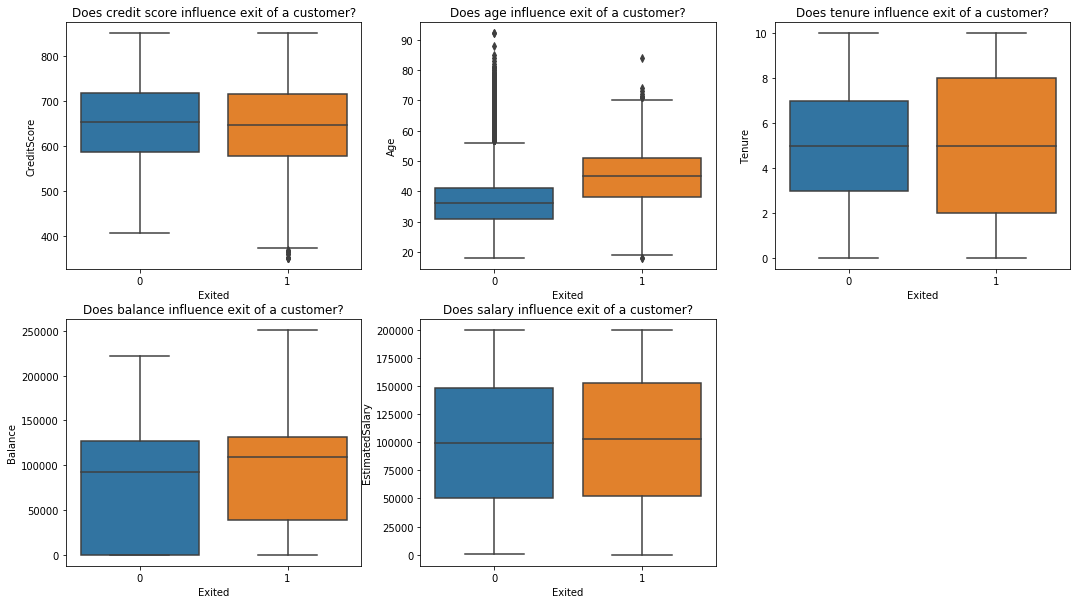 Does credit score influence exit of a customer?
CreditScore
800
700
600
500
400
0
1
Exited
Does age influence exit of a customer?
Age
90
80
70
60
50
40
30
20
0
1
Exited
Does tenure influence exit of a customer?
Tenure
10
8
6
4
2
0
0
1
Exited
Does balance influence exit of a customer?
Balance
250000
200000
150000
100000
50000
0
0
1
Exited
Does salary influence exit of a customer?
EstimatedSalary
200000
175000
150000
125000
100000
75000
50000
25000
0
0
1
Exited